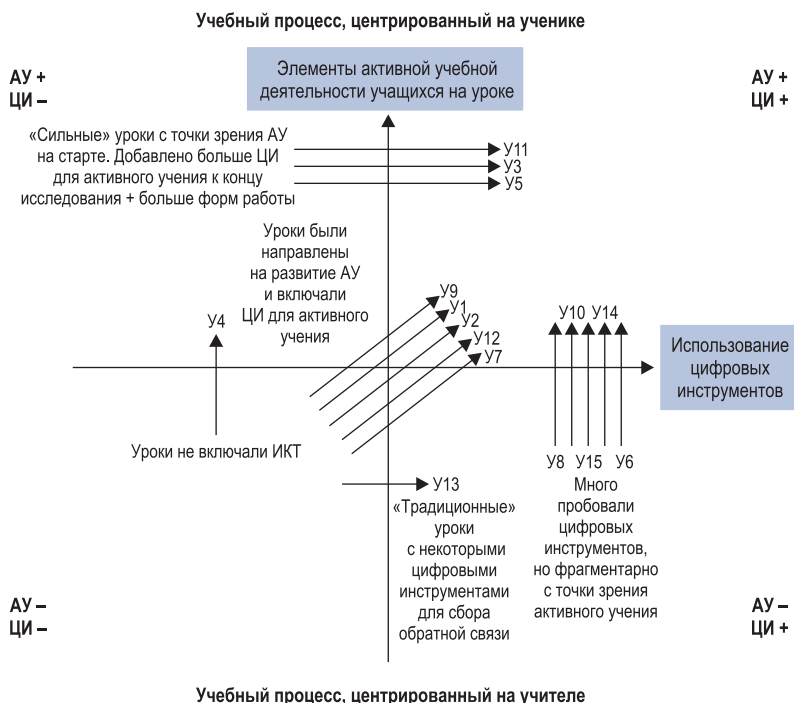 Учебный процесс, центрированный на ученике
АУ +
ЦИ –
Элементы активной учебной
деятельности учащихся на уроке
АУ +
ЦИ +
«Сильные» уроки с точки зрения АУ
на старте. Добавлено больше ЦИ
для активного учения к концу
исследования + больше форм работы
У11
У3
У5
Уроки были
направлены
на развитие АУ
и включали
ЦИ для активного
учения
У9
У1
У2
У12
У7
У4
Уроки не включали ИКТ
У10 У14
У8 У15 У6
Много
пробовали
цифровых
инструментов,
но фрагментарно
с точки зрения
активного учения
Использование
цифровых
инструментов
У13
«Традиционные»
уроки
с некоторыми
цифровыми
инструментами
для сбора
обратной связи
АУ –
ЦИ –
АУ –
ЦИ +
Учебный процесс, центрированный на учителе